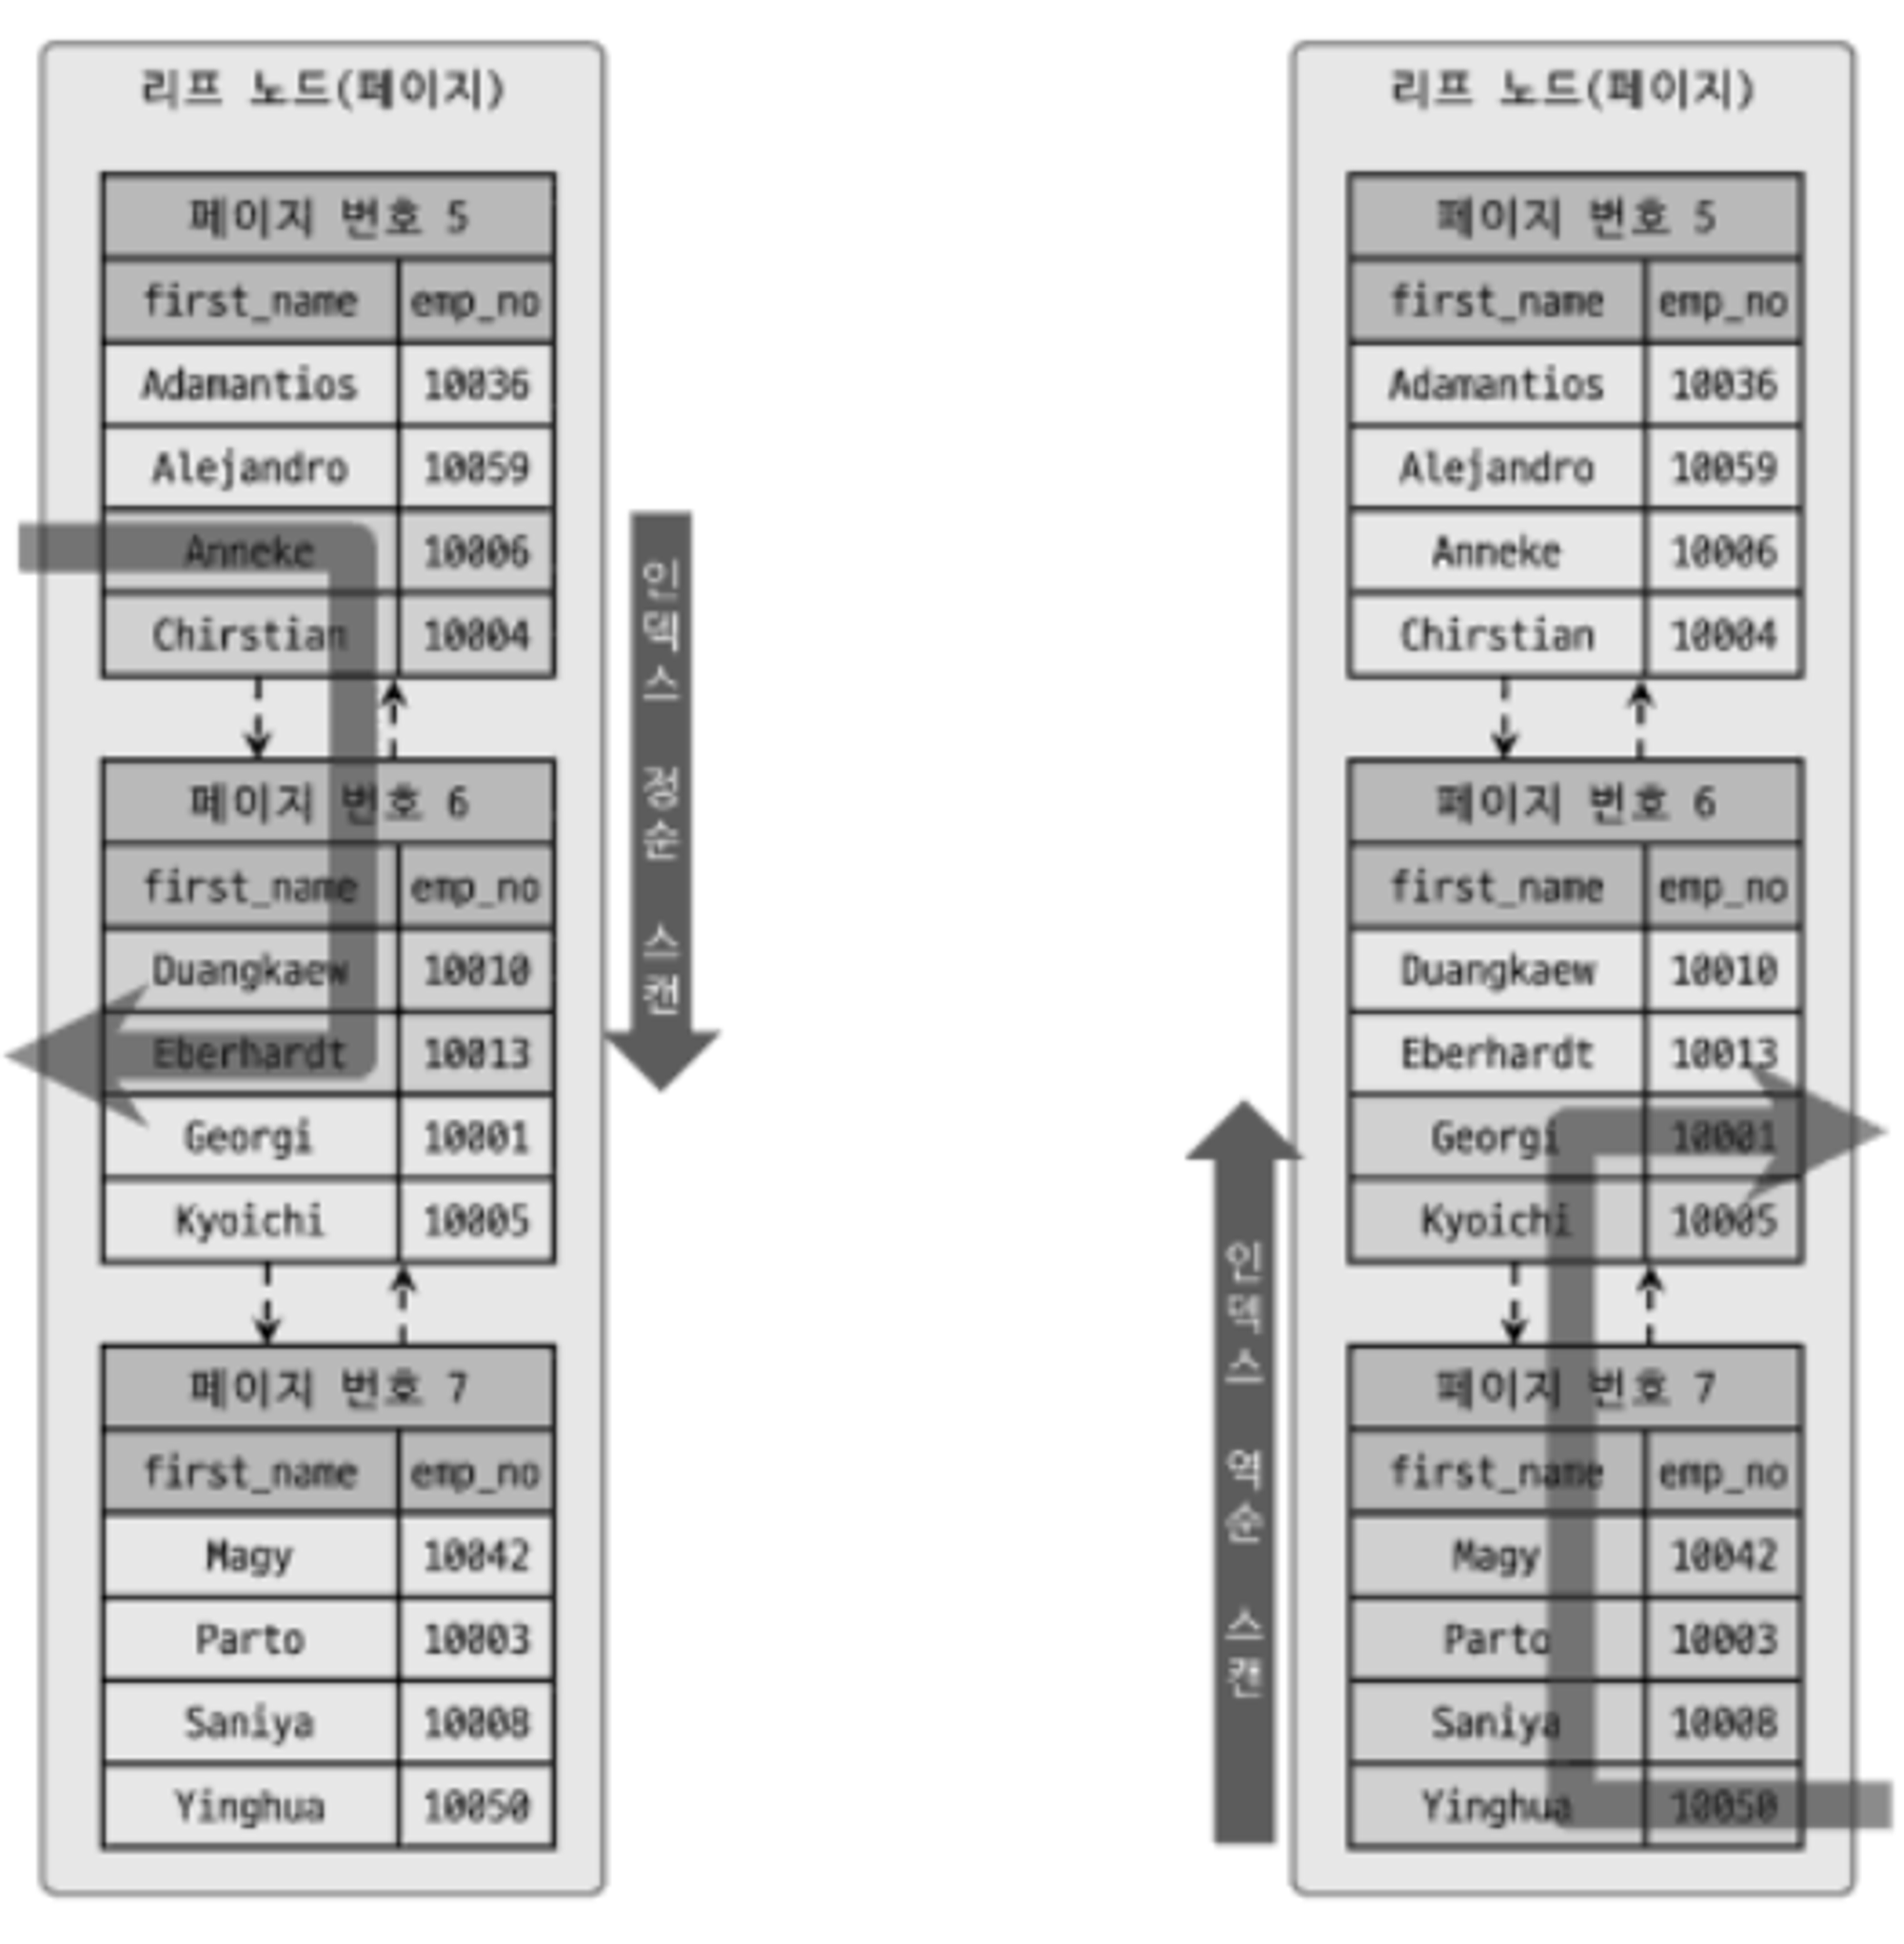 리프 노드(페이지)
페이지 번호 5
first_name emp_no
Adamantios 10036
Alejandro 10059
Anneke 10006
Chirstian 10004
페이지 번호 6
first_name emp_no
Duangkaew 10010
Eberhardt 10013
Georgi 10001
Kyoichi 10005
페이지 번호 7
first_name emp_no
Magy 10042
Parto 10003
Saniya 10008
Yinghua 10050
인덱스 정순 스캔
인덱스 역순 스캔
리프 노드(페이지)
페이지 번호 5
first_name emp_no
Adamantios 10036
Alejandro 10059
Anneke 10006
Chirstian 10004
페이지 번호 6
first_name emp_no
Duangkaew 10010
Eberhardt 10013
Georgi 10001
Kyoichi 10005
페이지 번호 7
first_name emp_no
Magy 10042
Parto 10003
Saniya 10008
Yinghua 10050